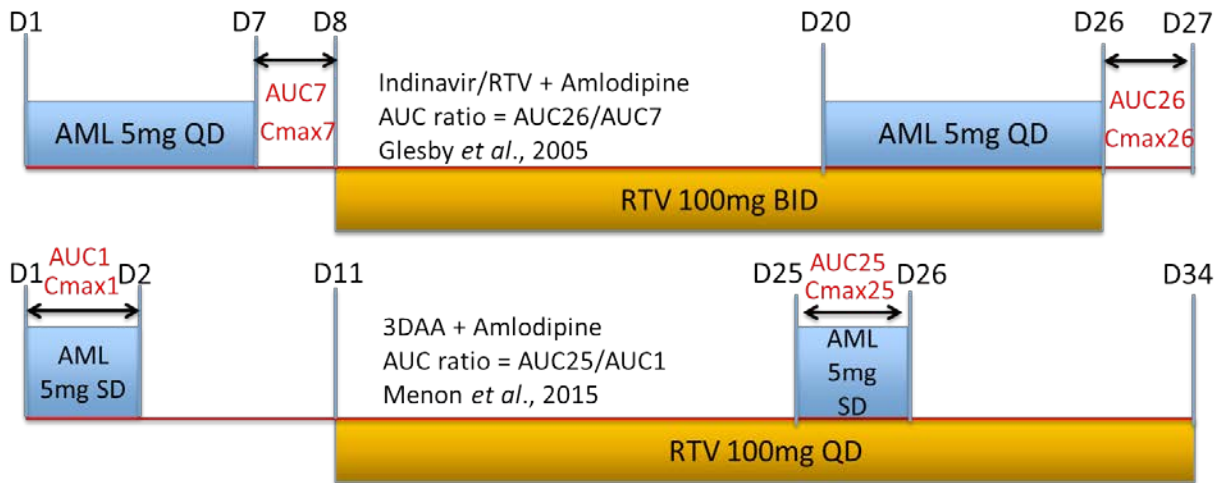 D1 D7 D8 D20 D26 D27
AUC7
Cmax7
AML 5mg QD
Indinavir/RTV + Amlodipine
AUC ratio = AUC26/AUC7
Glesby et al., 2005
AML 5mg QD
AUC26
Cmax26
RTV 100mg BID
D1 D2 D11 D25 D26 D34
AUC1
Cmax1
AML
5mg SD
3DAA + Amlodipine
AUC ratio = AUC25/AUC1
Menon et al., 2015
AUC25
Cmax25
AML
5mg
SD
RTV 100mg QD